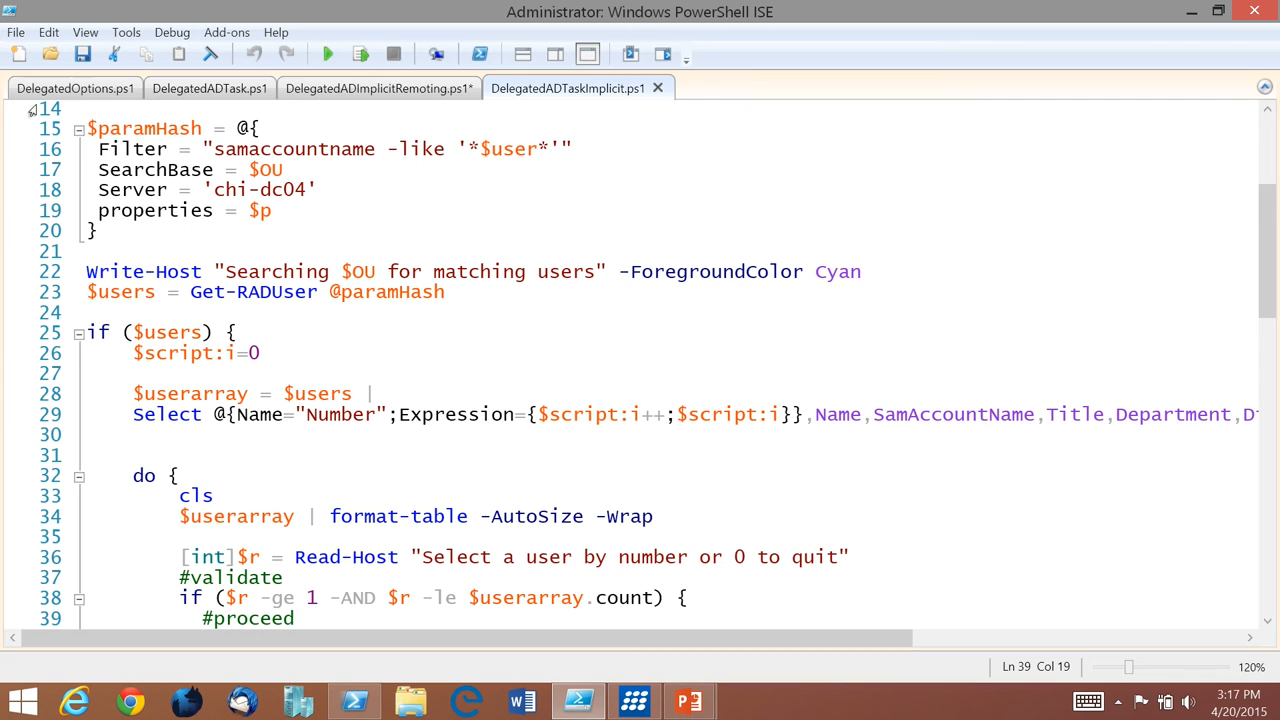 Administrator: Windows PowerShell ISE
File Edit View Tools Debug Add-ons Help
DelegatedOptions.ps1 DelegatedADTask.ps1 DelegatedADImplicitRemoting.ps1* DelegatedADTaskImplicit.ps1
14
15 $paramHash = @{
16 Filter = "samaccountname -like '*$user*'"
17 SearchBase = $OU
18 Server = 'chi-dc04'
19 properties = $p
20 }
21
22 Write-Host "Searching $OU for matching users" -ForegroundColor Cyan
23 $users = Get-RADUser @paramHash
24
25 if ($users) {
26 $script:i=0
27
28 $userarray = $users |
29 Select @{Name="Number";Expression={$script:i++;$script:i}},Name,SamAccountName,Title,Department,
30
31
32 do {
33 cls
34 $userarray | format-table -AutoSize -Wrap
35
36 [int]$r = Read-Host "Select a user by number or 0 to quit"
37 #validate
38 if ($r -ge 1 -AND $r -le $userarray.count) {
39 #proceed
Ln 39 Col 19 120%
3:17 PM
4/20/2015